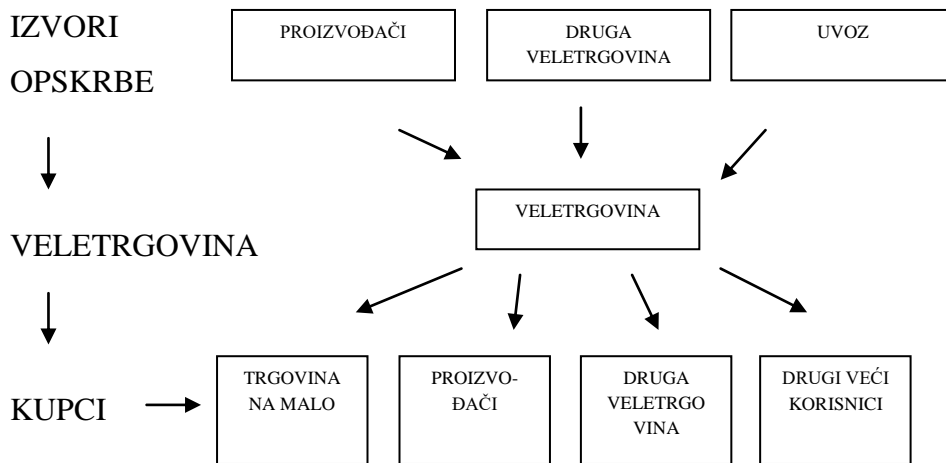 IZVORI
OPSKRBE
PROIZVOĐAČI
DRUGA
VELETRGOVINA
UVOZ
VELETRGOVINA
VELETRGOVINA
KUPCI
TRGOVINA
NA MALO
PROIZVO-
ĐAČI
DRUGA
VELETRGO
VINA
DRUGI VEĆI
KORISNICI